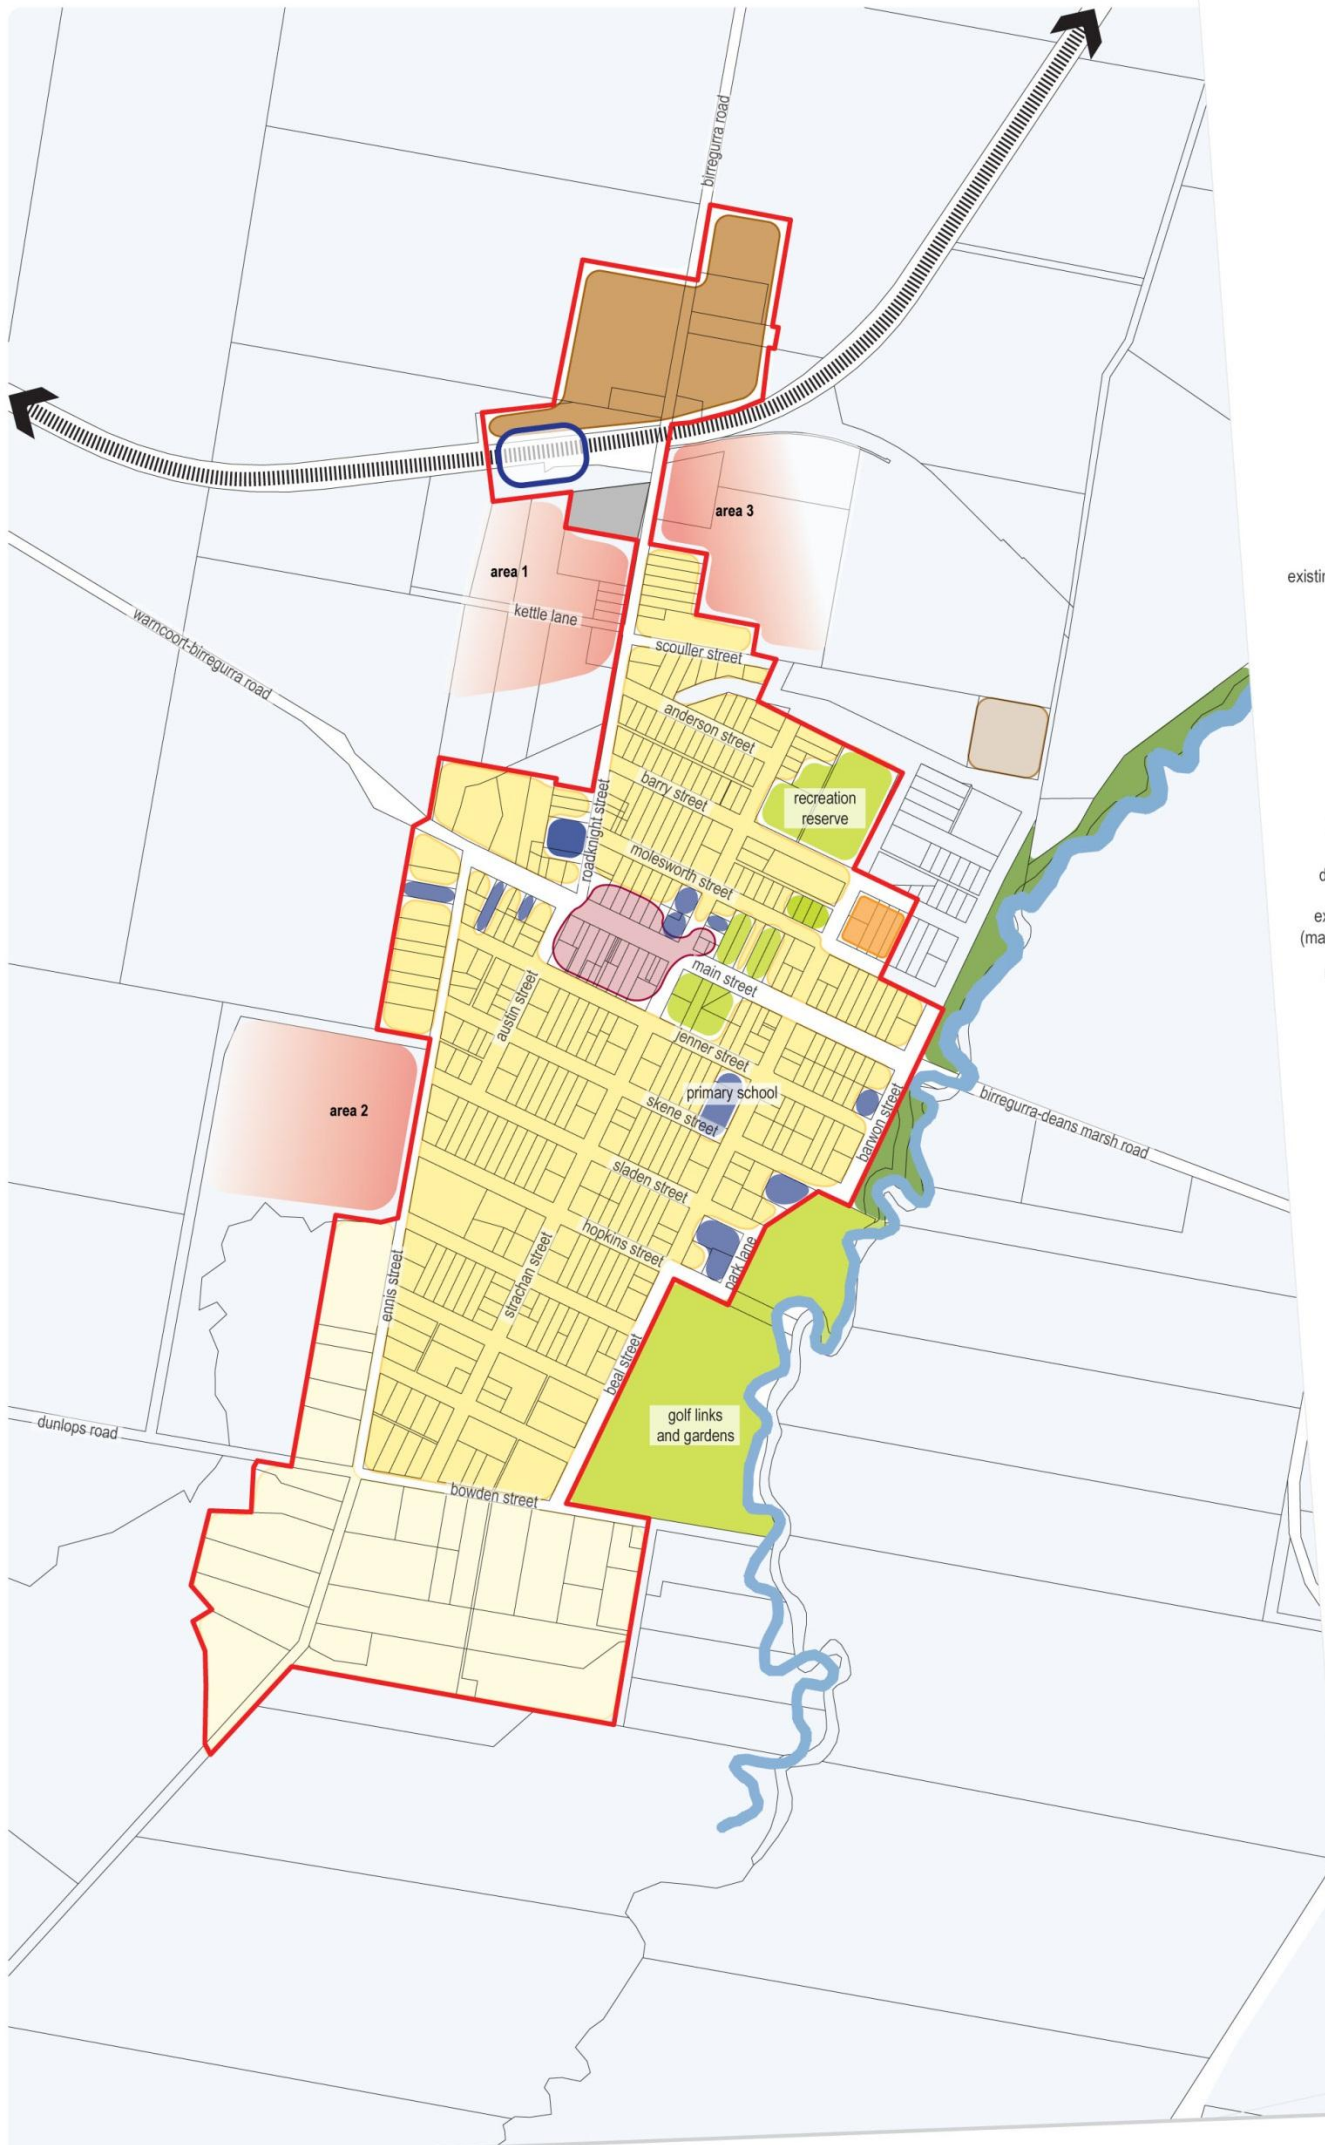 birregurra road
area 3
area 1
existin
kettle lane
warncoort-birregurra road
scouller street
anderson street
barry street
recreation
reserve
roadknight street
molesworth street
d
ex
(ma
main street
austin street
jenner street
primary school
skene street
birregurra-deans marsh road
area 2
barwon street
sladen street
hopkins street
park lane
strachan street
ennis street
beal street
golf links
and gardens
dunlops road
bowden street